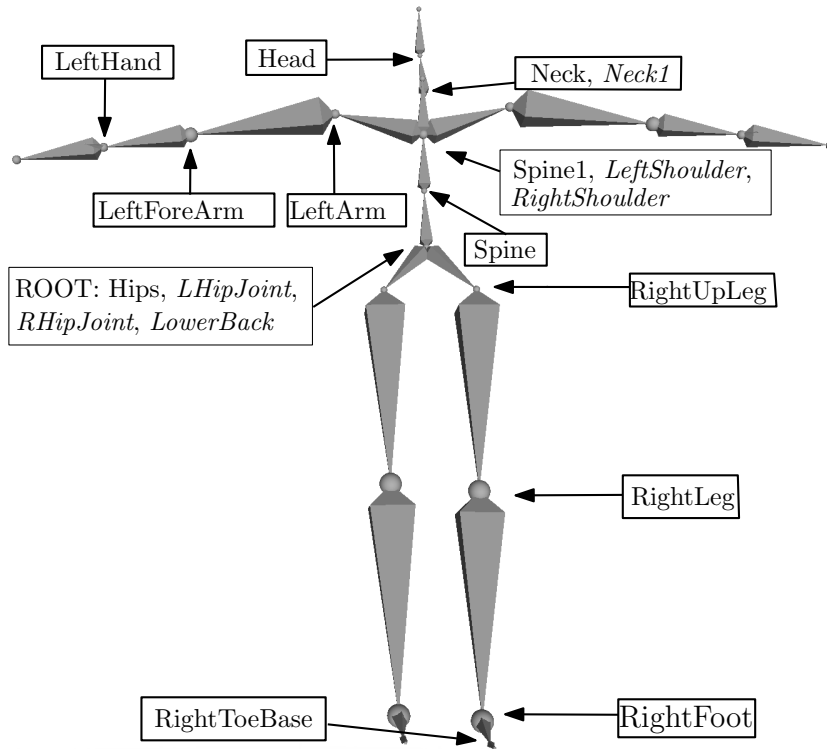 Head
LeftHand
Neck, Neck1
Spine1, LeftShoulder,
RightShoulder
LeftForeArm
LeftArm
Spine
ROOT: Hips, LHipJoint,
RHipJoint, LowerBack
RightUpLeg
RightLeg
RightToeBase
RightFoot